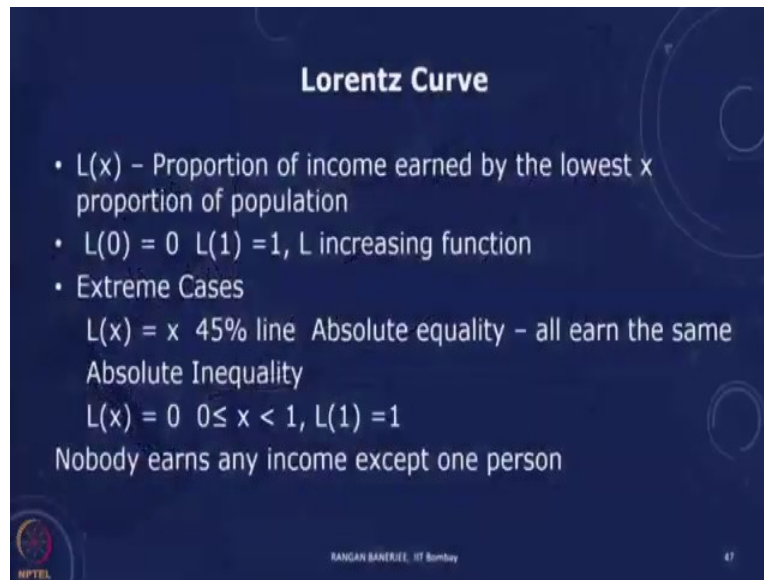 Lorentz Curve
• L(x) – Proportion of income earned by the lowest x
proportion of population
• L(0) = 0 L(1) =1, L increasing function
• Extreme Cases
L(x) = x 45% line Absolute equality – all earn the same
Absolute Inequality
L(x) = 0 0≤ x < 1, L(1) =1
Nobody earns any income except one person
NPTEL
RANGAN BANERJEE, IIT Bombay
47